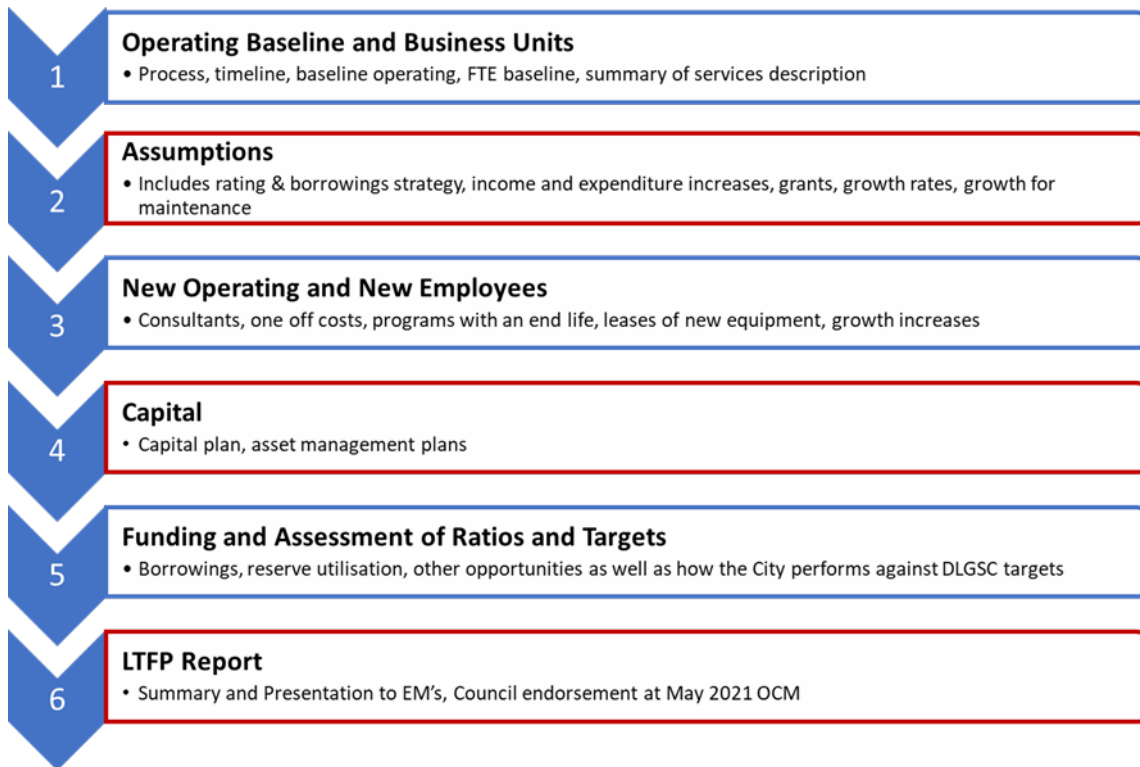 1
Operating Baseline and Business Units
• Process, timeline, baseline operating, FTE baseline, summary of services description
2
Assumptions
• Includes rating & borrowings strategy, income and expenditure increases, grants, growth rates, growth for
maintenance
3
New Operating and New Employees
• Consultants, one off costs, programs with an end life, leases of new equipment, growth increases
4
Capital
• Capital plan, asset management plans
5
Funding and Assessment of Ratios and Targets
• Borrowings, reserve utilisation, other opportunities as well as how the City performs against DLGSC targets
6
LTFP Report
• Summary and Presentation to EM's, Council endorsement at May 2021 OCM